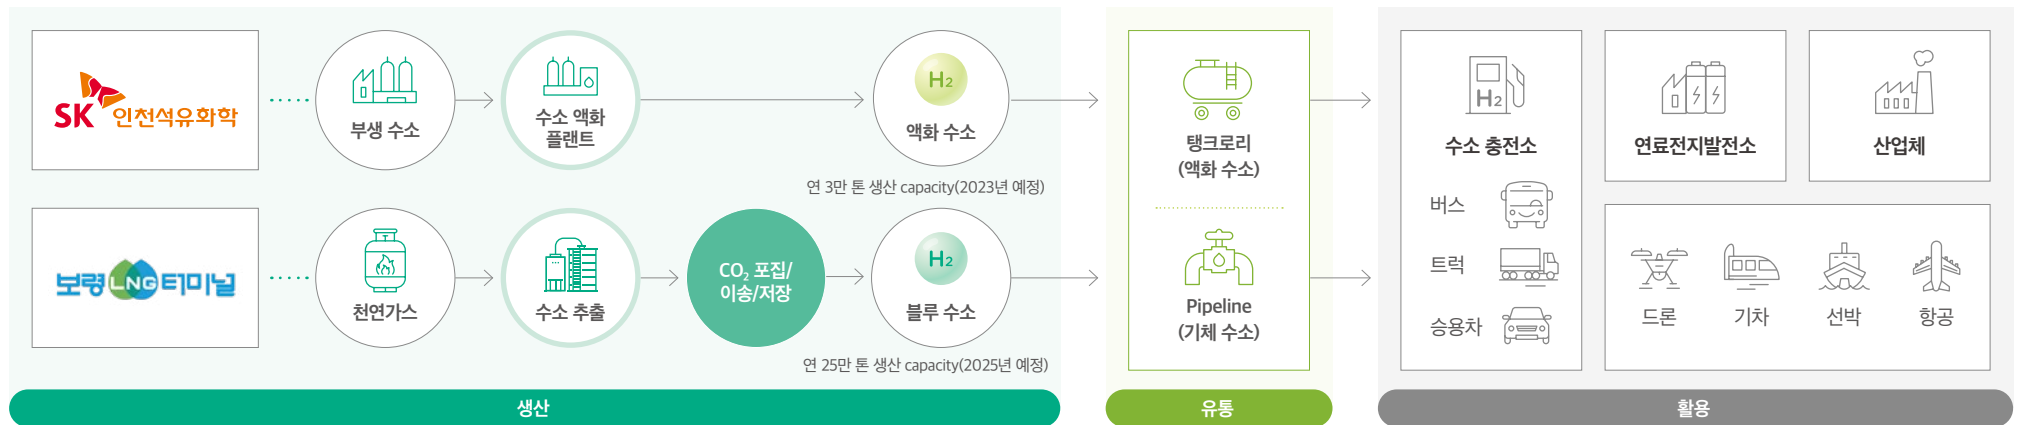 SK 인천석유화학
부생 수소
수소 액화
플랜트
H2
액화 수소
연 3만 톤 생산 capacity(2023년 예정)
보령 LNG 터미널
천연가스
수소 추출
CO₂ 포집/
이송/저장
H2
블루 수소
연 25만 톤 생산 capacity(2025년 예정)
생산
탱크로리
(액화 수소)
Pipeline
(기체 수소)
유통
H2
수소 충전소
버스
트럭
승용차
연료전지발전소
산업체
드론
기차
선박
항공
활용